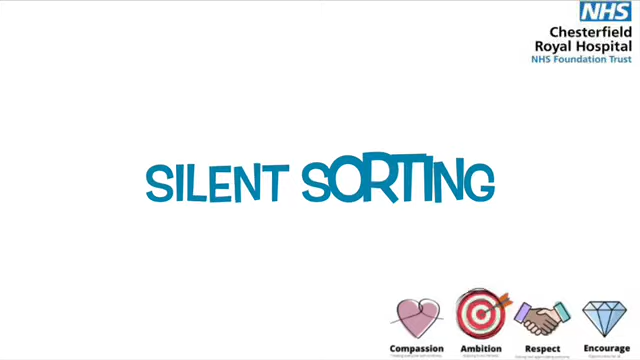 NHS
Chesterfield
Royal Hospital
NHS Foundation Trust
SILENT SORTING
Compassion
Ambition
Respect
Encourage